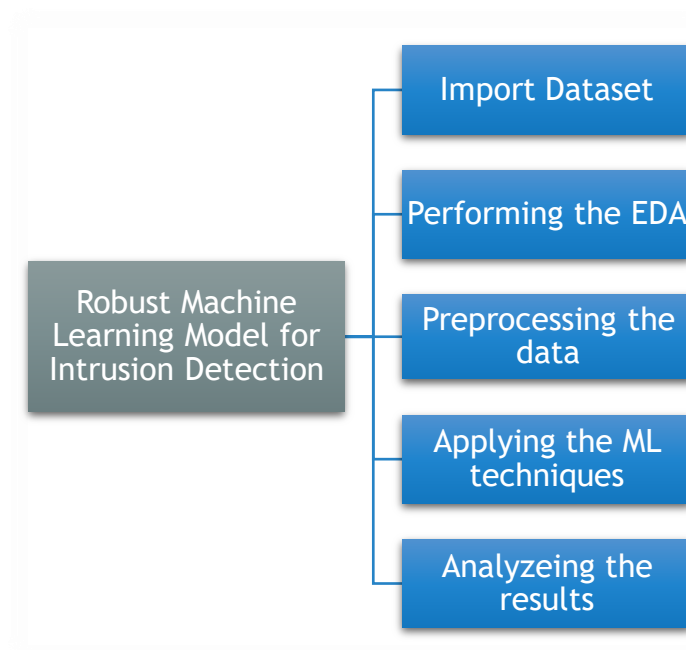 Import Dataset
Performing the EDA
Robust Machine
Learning Model for
Intrusion Detection
Preprocessing the
data
Applying the ML
techniques
Analyzeing the
results